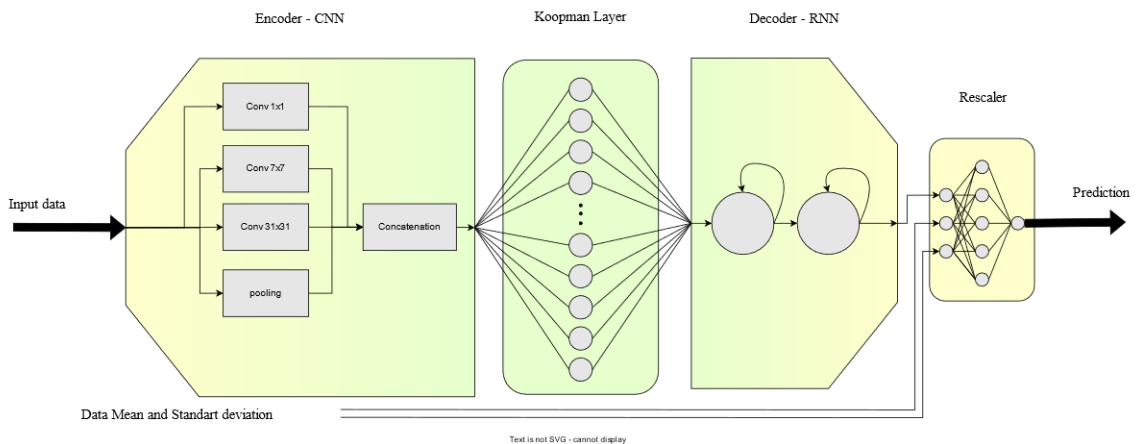 Encoder - CNN
Koopman Layer
Decoder - RNN
Rescaler
Conv 1x1
Conv 7x7
Conv 31x31
pooling
Concatenation
Input data
Prediction
Data Mean and Standart deviation
Text is not SVG - cannot display